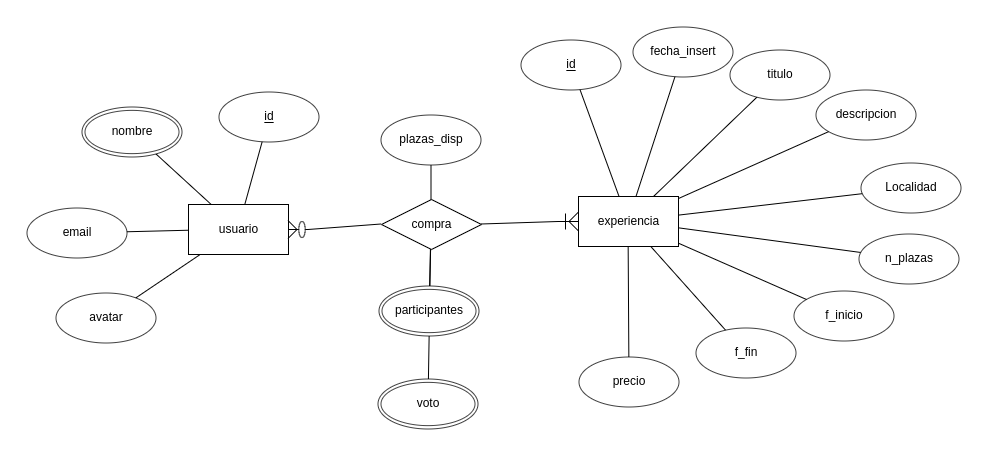 fecha_insert
id
titulo
descripcion
id
nombre
plazas_disp
Localidad
experiencia
compra
usuario
email
n_plazas
participantes
f_inicio
avatar
f_fin
precio
voto